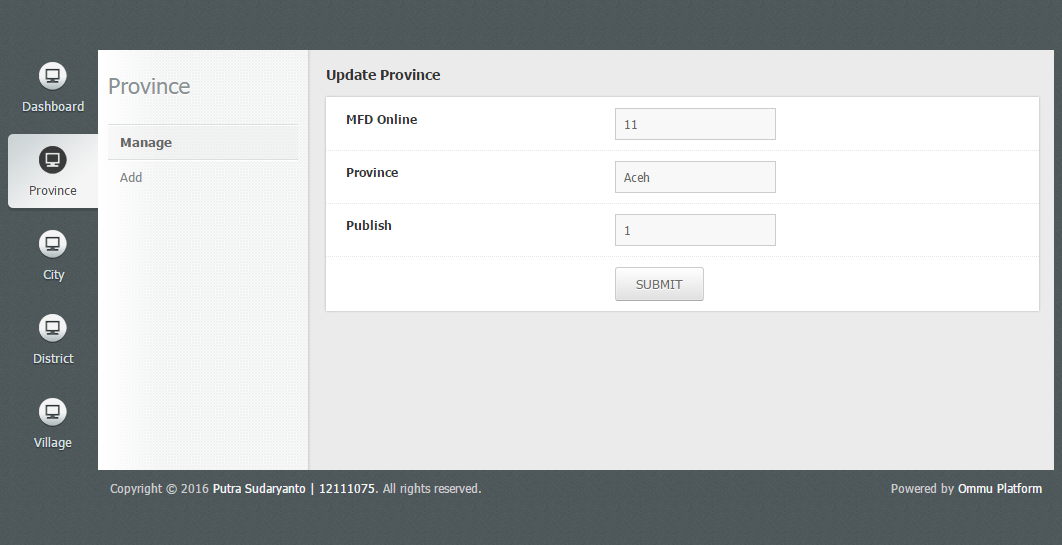 Dashboard
Province
City
District
Village
Province
Manage
Add
Update Province
MFD Online 11
Province Aceh
Publish 1
SUBMIT
Copyright © 2016 Putra Sudaryanto | 12111075. All rights reserved.
Powered by Ommu Platform